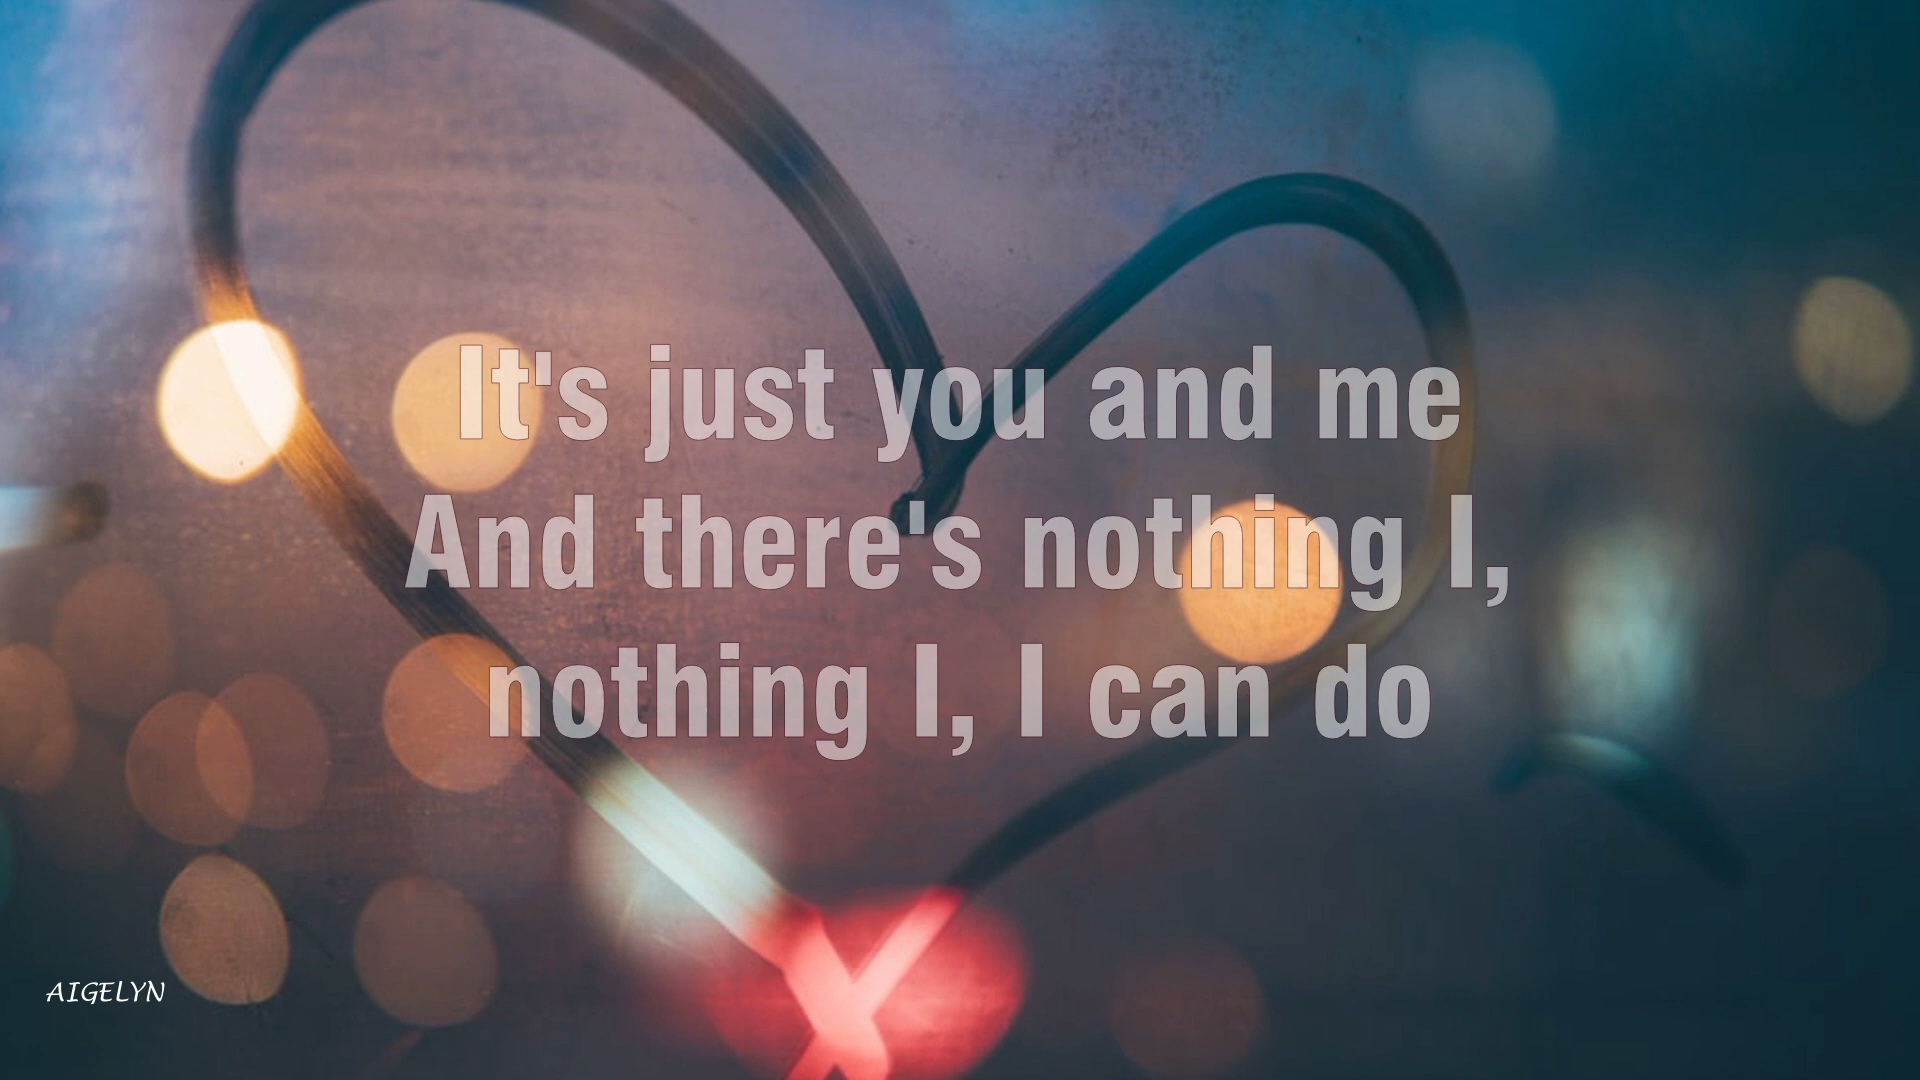 It's just you and me
And there's nothing I,
nothing I, I can do
AIGELYN